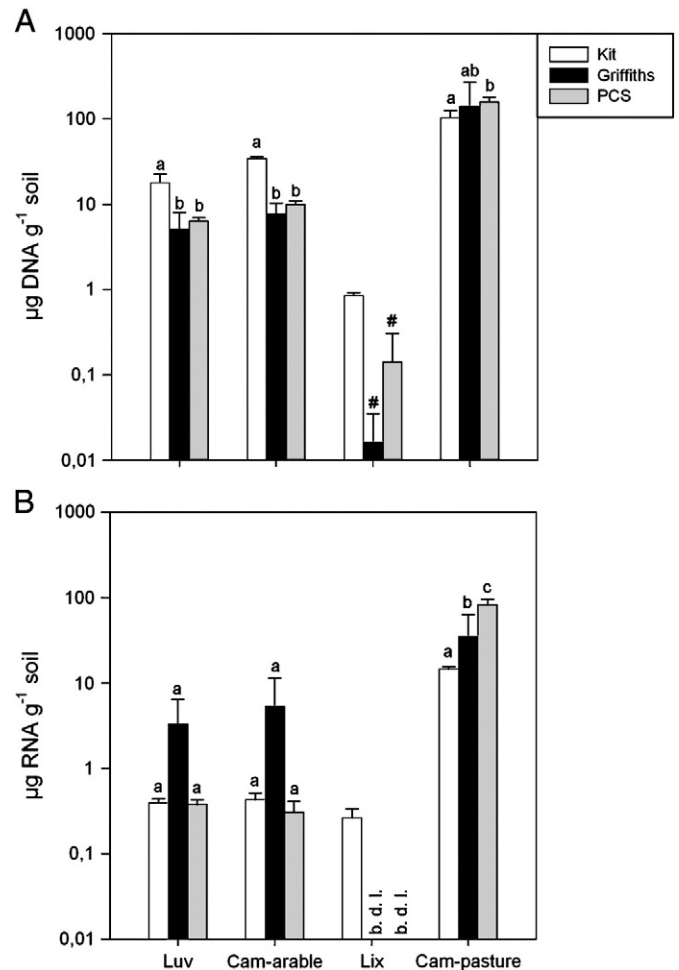 A
1000
100
10
1
0,1
0,01
µg DNA g-1 soil
a
b
b
a
b
b
#
#
a
ab
b
Kit
Griffiths
PCS
B
1000
100
10
1
0,1
0,01
µg RNA g-1 soil
a
a
a
a
a
a
b. d. l.
b. d. l.
a
b
c
Luv
Cam-arable
Lix
Cam-pasture